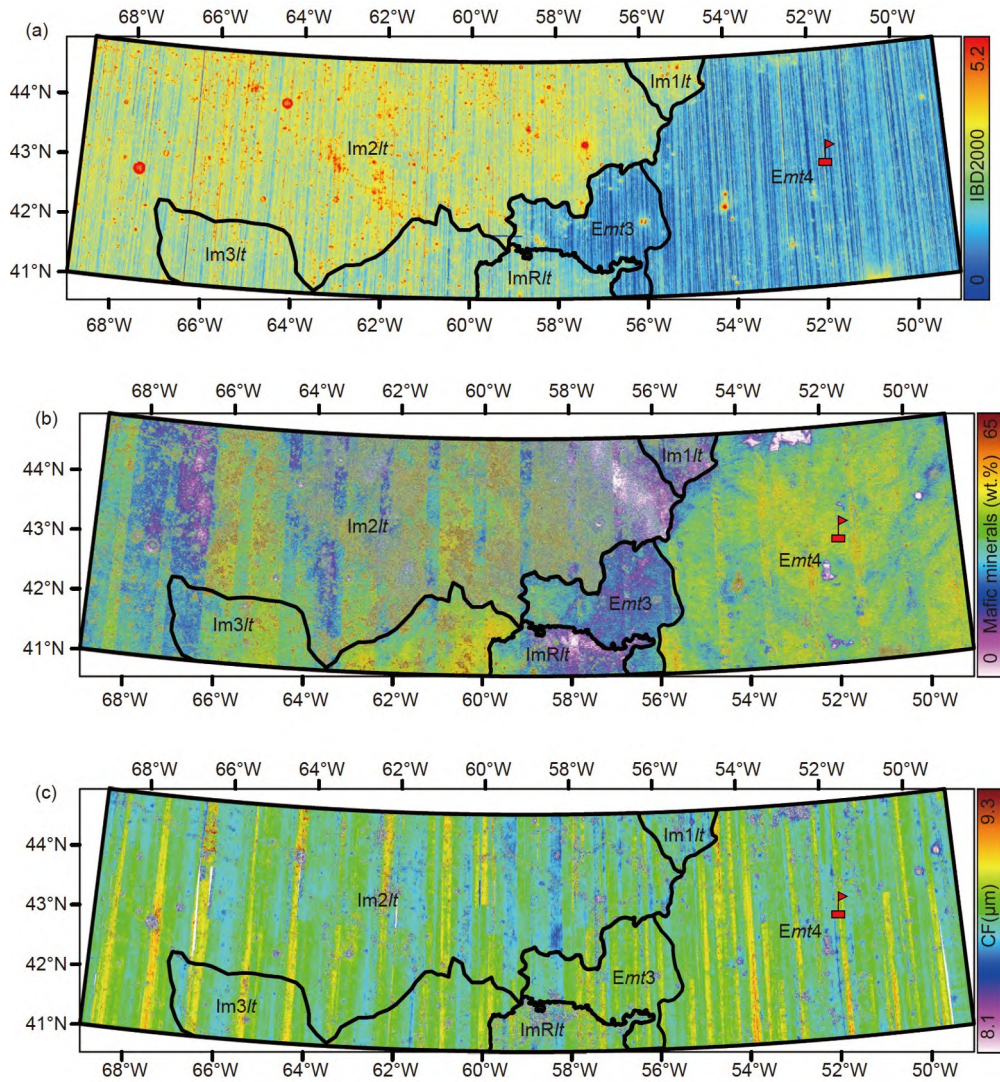 (a)
68°W 66°W 64°W 62°W 60°W 58°W 56°W 54°W 52°W 50°W
44°N
43°N
42°N
41°N
Im1lt
Im2lt
Emt4
Emt3
Im3lt
ImRlt
0 IBD2000 5.2
68°W 66°W 64°W 62°W 60°W 58°W 56°W 54°W 52°W 50°W
(b)
68°W 66°W 64°W 62°W 60°W 58°W 56°W 54°W 52°W 50°W
44°N
43°N
42°N
41°N
Im1lt
Im2lt
Emt4
Emt3
Im3lt
ImRlt
0 Mafic minerals (wt.%) 65
68°W 66°W 64°W 62°W 60°W 58°W 56°W 54°W 52°W 50°W
(c)
68°W 66°W 64°W 62°W 60°W 58°W 56°W 54°W 52°W 50°W
44°N
43°N
42°N
41°N
Im1lt
Im2lt
Emt4
Emt3
Im3lt
ImRlt
8.1 CF(μm) 9.3
68°W 66°W 64°W 62°W 60°W 58°W 56°W 54°W 52°W 50°W